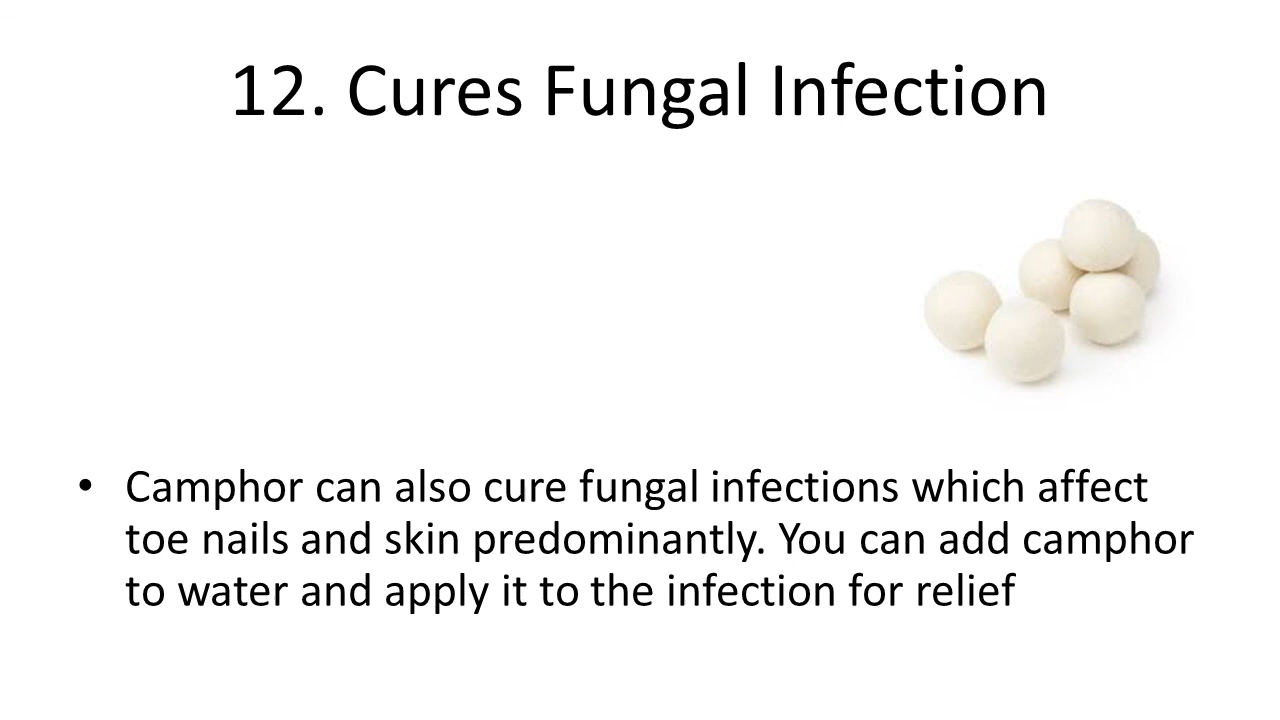 12. Cures Fungal Infection
• Camphor can also cure fungal infections which affect
toe nails and skin predominantly. You can add camphor
to water and apply it to the infection for relief